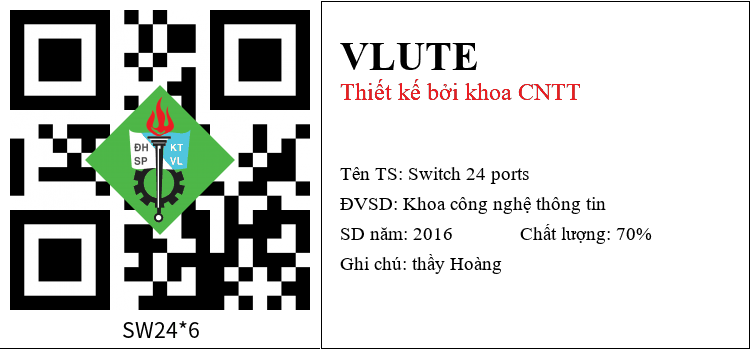 ĐH KT
SP VL
SW24*6
VLUTE
Thiết kế bởi khoa CNTT
Tên TS: Switch 24 ports
ĐVSD: Khoa công nghệ thông tin
SD năm: 2016 Chất lượng: 70%
Ghi chú: thầy Hoàng